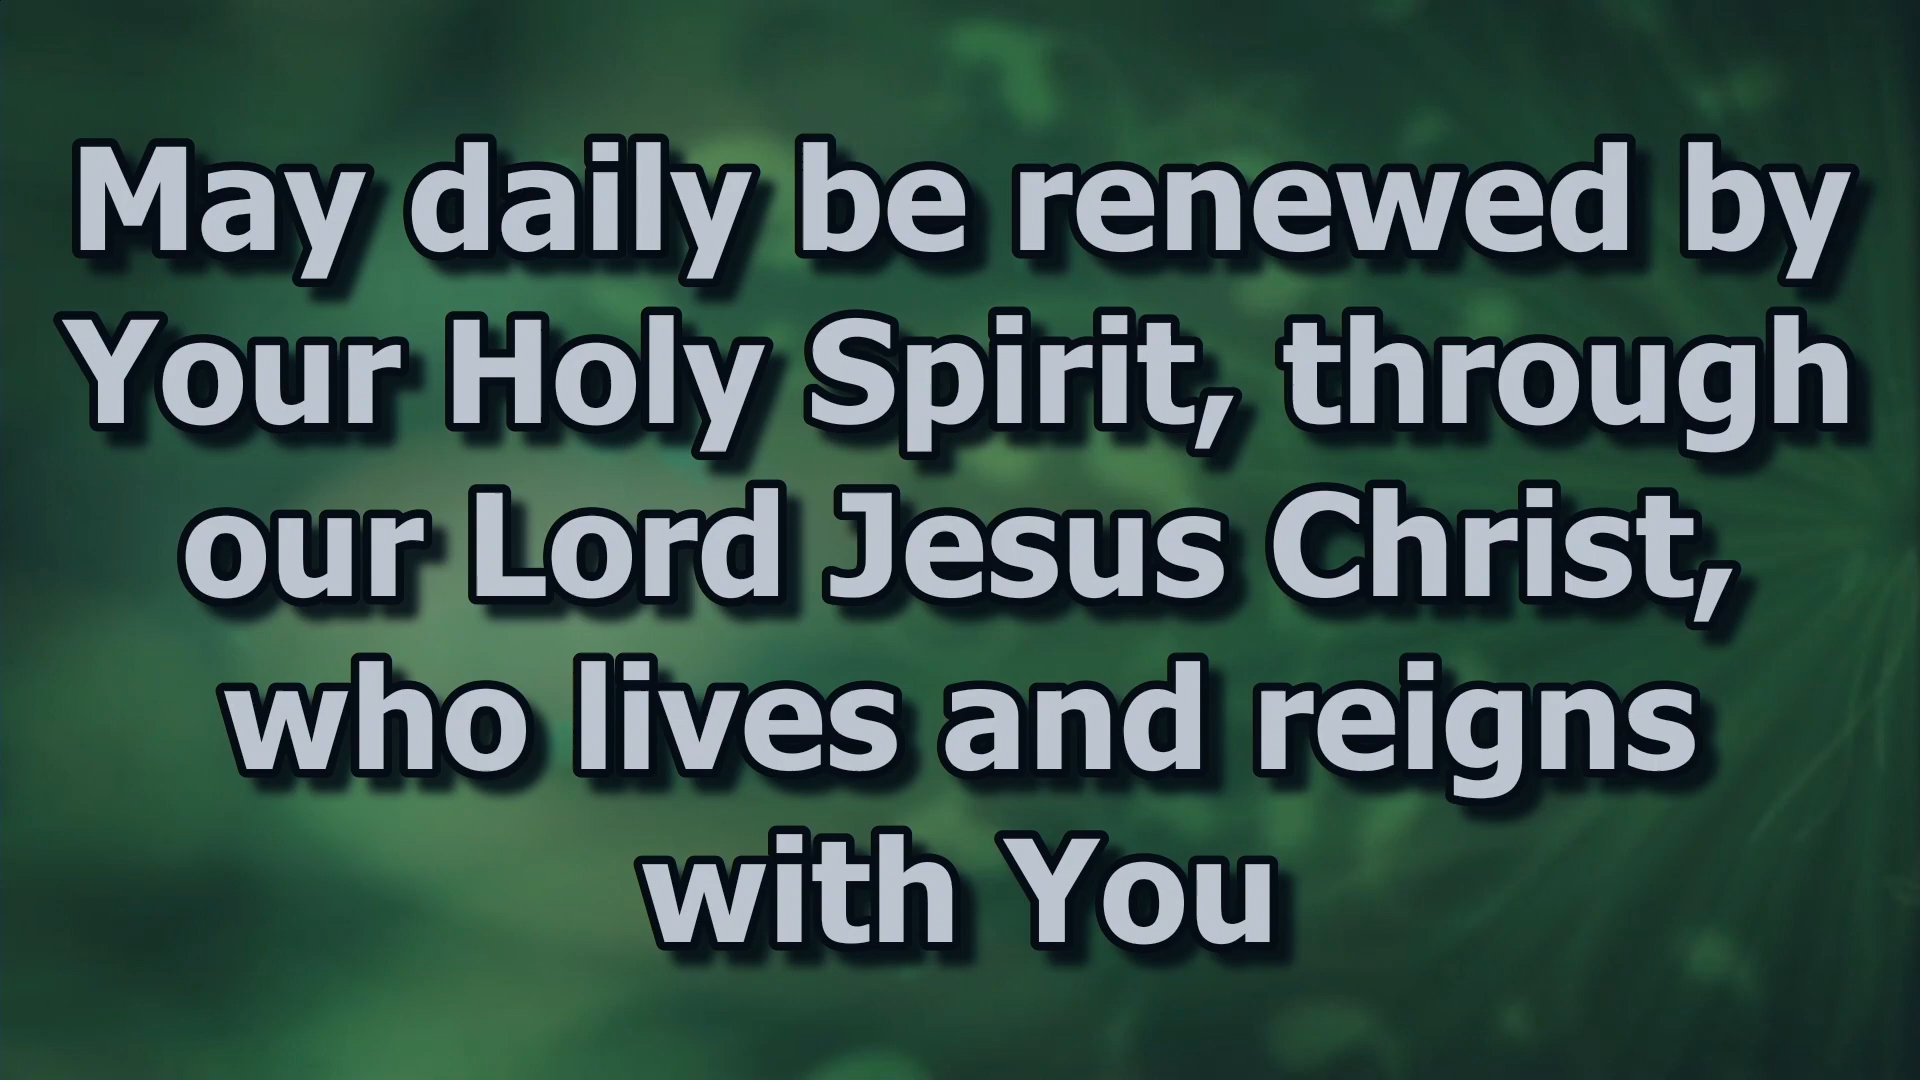 May daily be renewed by
Your Holy Spirit, through
our Lord Jesus Christ,
who lives and reigns
with You